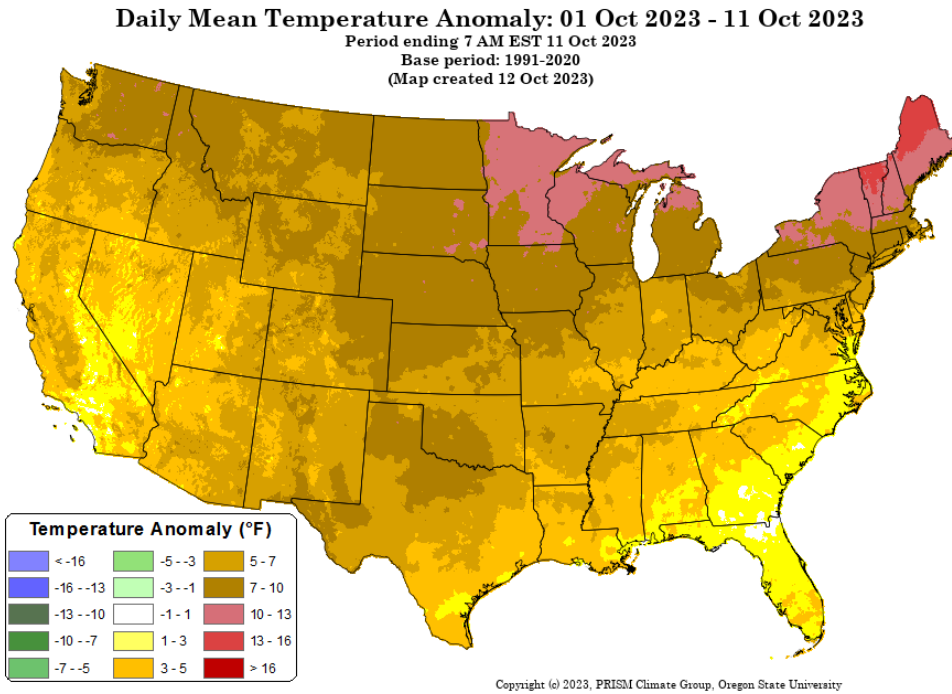 Daily Mean Temperature Anomaly: 01 Oct 2023 - 11 Oct 2023
Period ending 7 AM EST 11 Oct 2023
Base period: 1991-2020
(Map created 12 Oct 2023)
Temperature Anomaly (°F)
< -16
-16 --13
-13 --10
-10 --7
-7 --5
-5 --3
-3 --1
-1 - 1
1 - 3
3 - 5
5 - 7
7 - 10
10 - 13
13 - 16
> 16
Copyright (c) 2023, PRISM Climate Group, Oregon State University